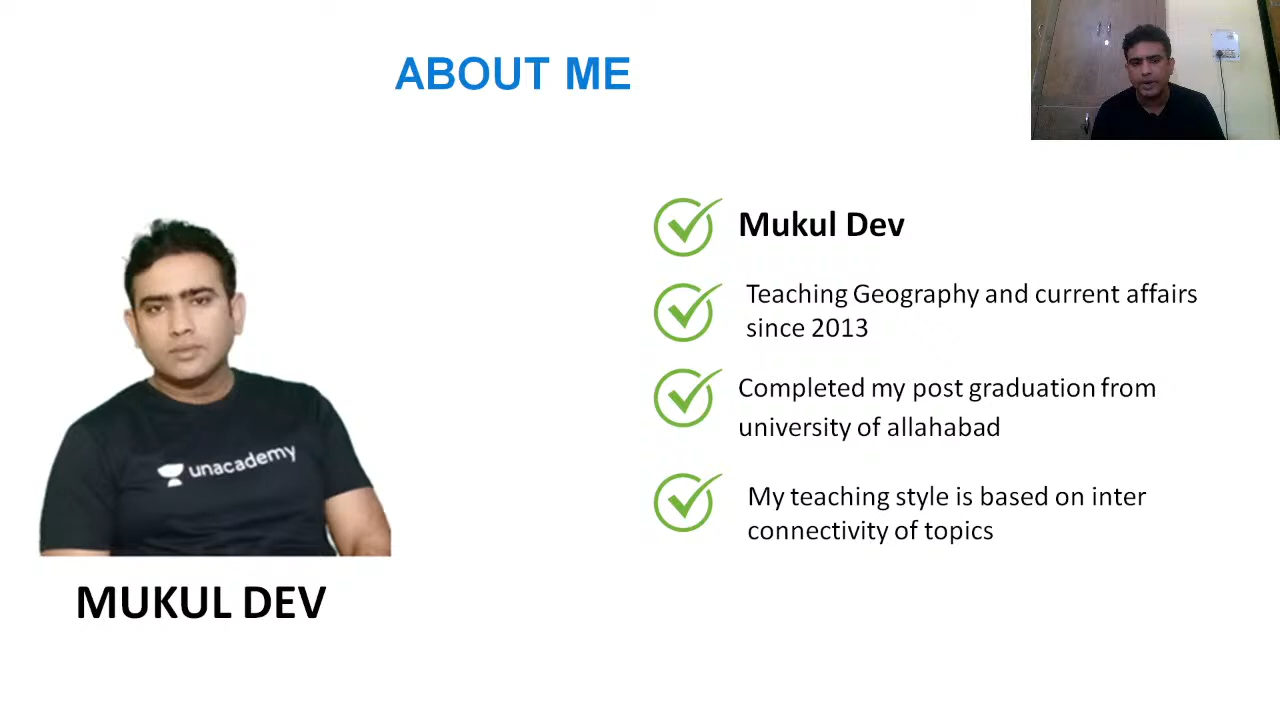 ABOUT ME
Mukul Dev
Teaching Geography and current affairs
since 2013
Completed my post graduation from
university of allahabad
My teaching style is based on inter
connectivity of topics
unacademy
MUKUL DEV